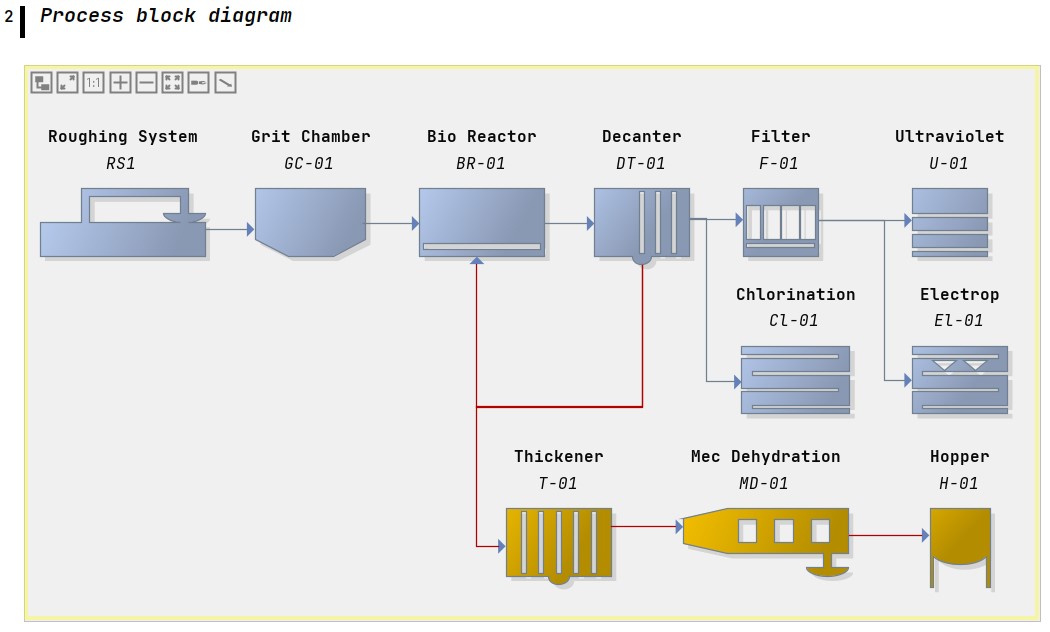 2 Process block diagram
1:1
Roughing System Grit Chamber Bio Reactor Decanter Filter Ultraviolet
RS1 GC-01 BR-01 DT-01 F-01 U-01
Chlorination Electrop
Cl-01 El-01
Thickener Mec Dehydration Hopper
T-01 MD-01 H-01